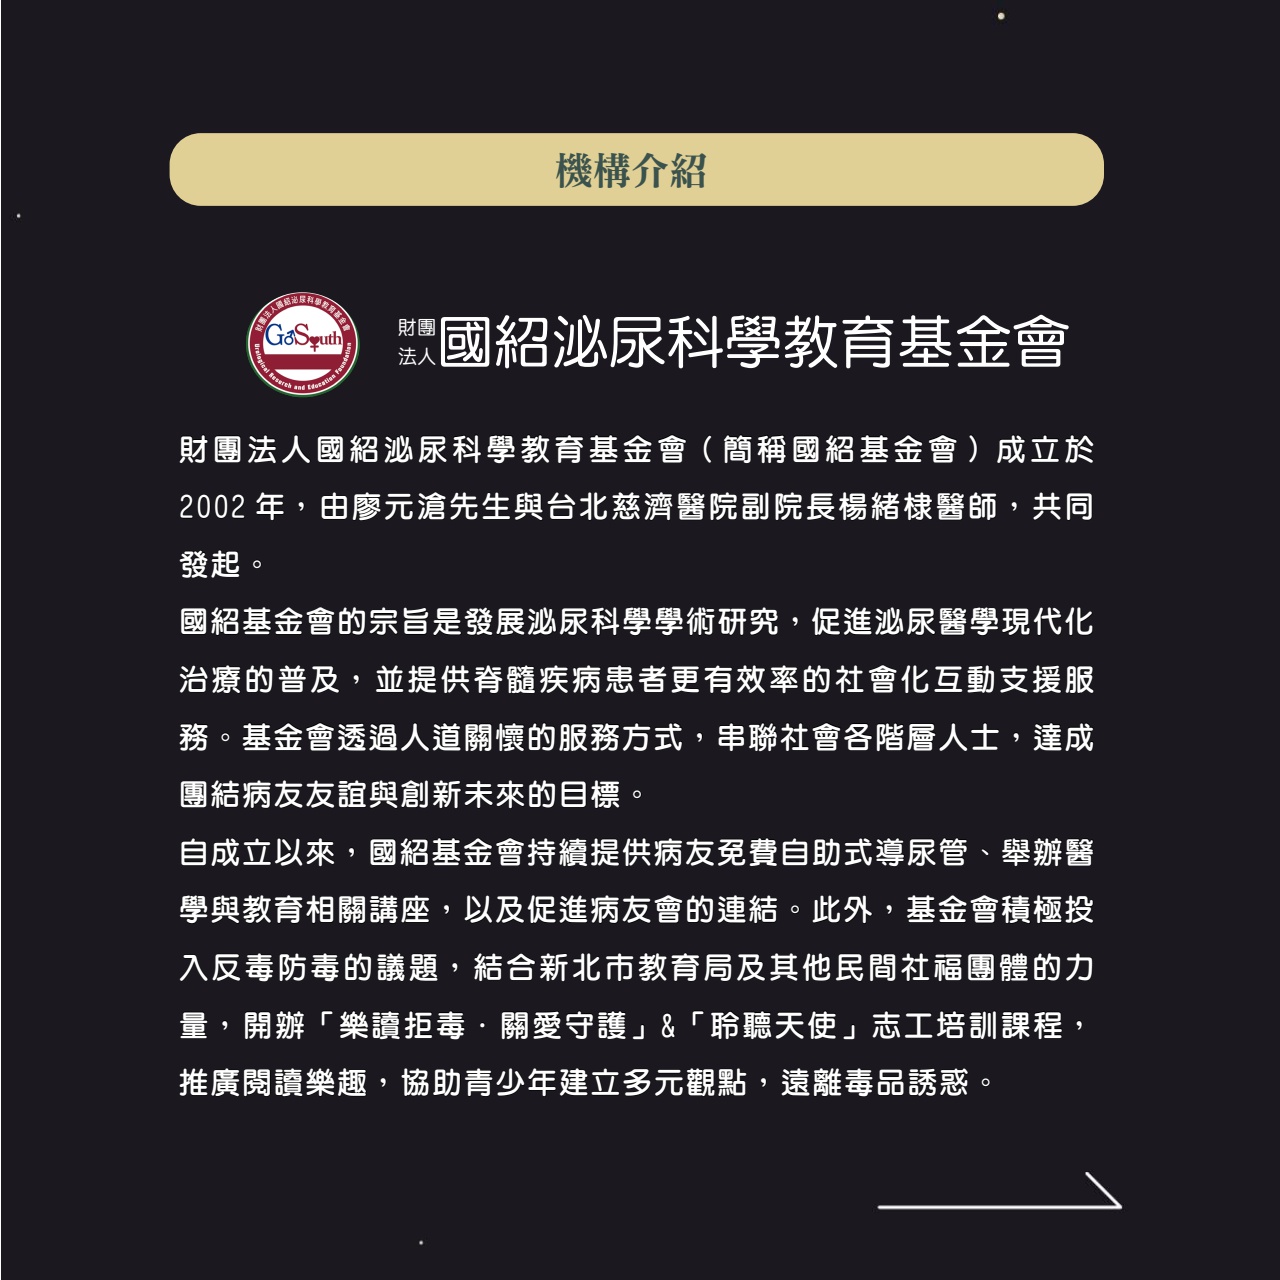 機構介紹
財團法人國紹泌尿科學教育基金會
GoSouth
Urological Research and Education Foundation
財團
法人
國紹泌尿科學教育基金會
財團法人國紹泌尿科學教育基金會（簡稱國紹基金會）成立於
2002年，由廖元滄先生與台北慈濟醫院副院長楊緒棣醫師，共同
發起。
國紹基金會的宗旨是發展泌尿科學學術研究，促進泌尿醫學現代化
治療的普及，並提供脊髓疾病患者更有效率的社會化互動支援服
務。基金會透過人道關懷的服務方式，串聯社會各階層人士，達成
團結病友友誼與創新未來的目標。
自成立以來，國紹基金會持續提供病友免費自助式導尿管、舉辦醫
學與教育相關講座，以及促進病友會的連結。此外，基金會積極投
入反毒防毒的議題，結合新北市教育局及其他民間社福團體的力
量，開辦「樂讀拒毒．關愛守護」&「聆聽天使」志工培訓課程，
推廣閱讀樂趣，協助青少年建立多元觀點，遠離毒品誘惑。